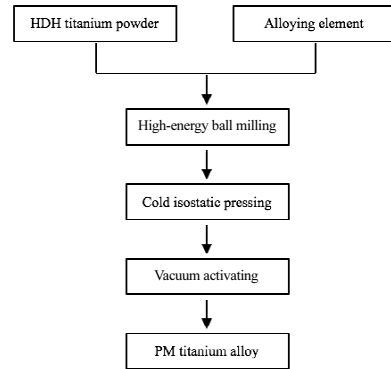 HDH titanium powder
Alloying element
High-energy ball milling
Cold isostatic pressing
Vacuum activating
PM titanium alloy